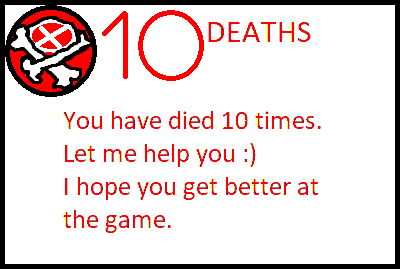 10 DEATHS
You have died 10 times.
Let me help you :)
I hope you get better at
the game.